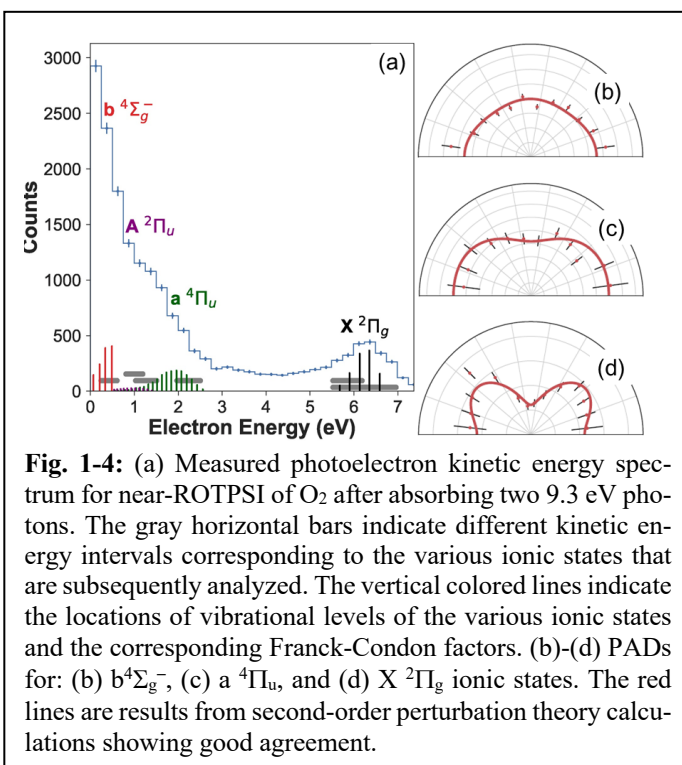 3000
2500
2000
1500
1000
500
0
Counts
(a)
b ⁴Σg⁻
A ²Πu
a ⁴Πu
X ²Πg
0 1 2 3 4 5 6 7
Electron Energy (eV)
(b)
(c)
(d)
Fig. 1-4: (a) Measured photoelectron kinetic energy spec-
trum for near-ROTPSI of O₂ after absorbing two 9.3 eV pho-
tons. The gray horizontal bars indicate different kinetic en-
ergy intervals corresponding to the various ionic states that
are subsequently analyzed. The vertical colored lines indicate
the locations of vibrational levels of the various ionic states
and the corresponding Franck-Condon factors. (b)-(d) PADs
for: (b) b⁴Σg⁻, (c) a ⁴Πu, and (d) X ²Πg ionic states. The red
lines are results from second-order perturbation theory calcu-
lations showing good agreement.